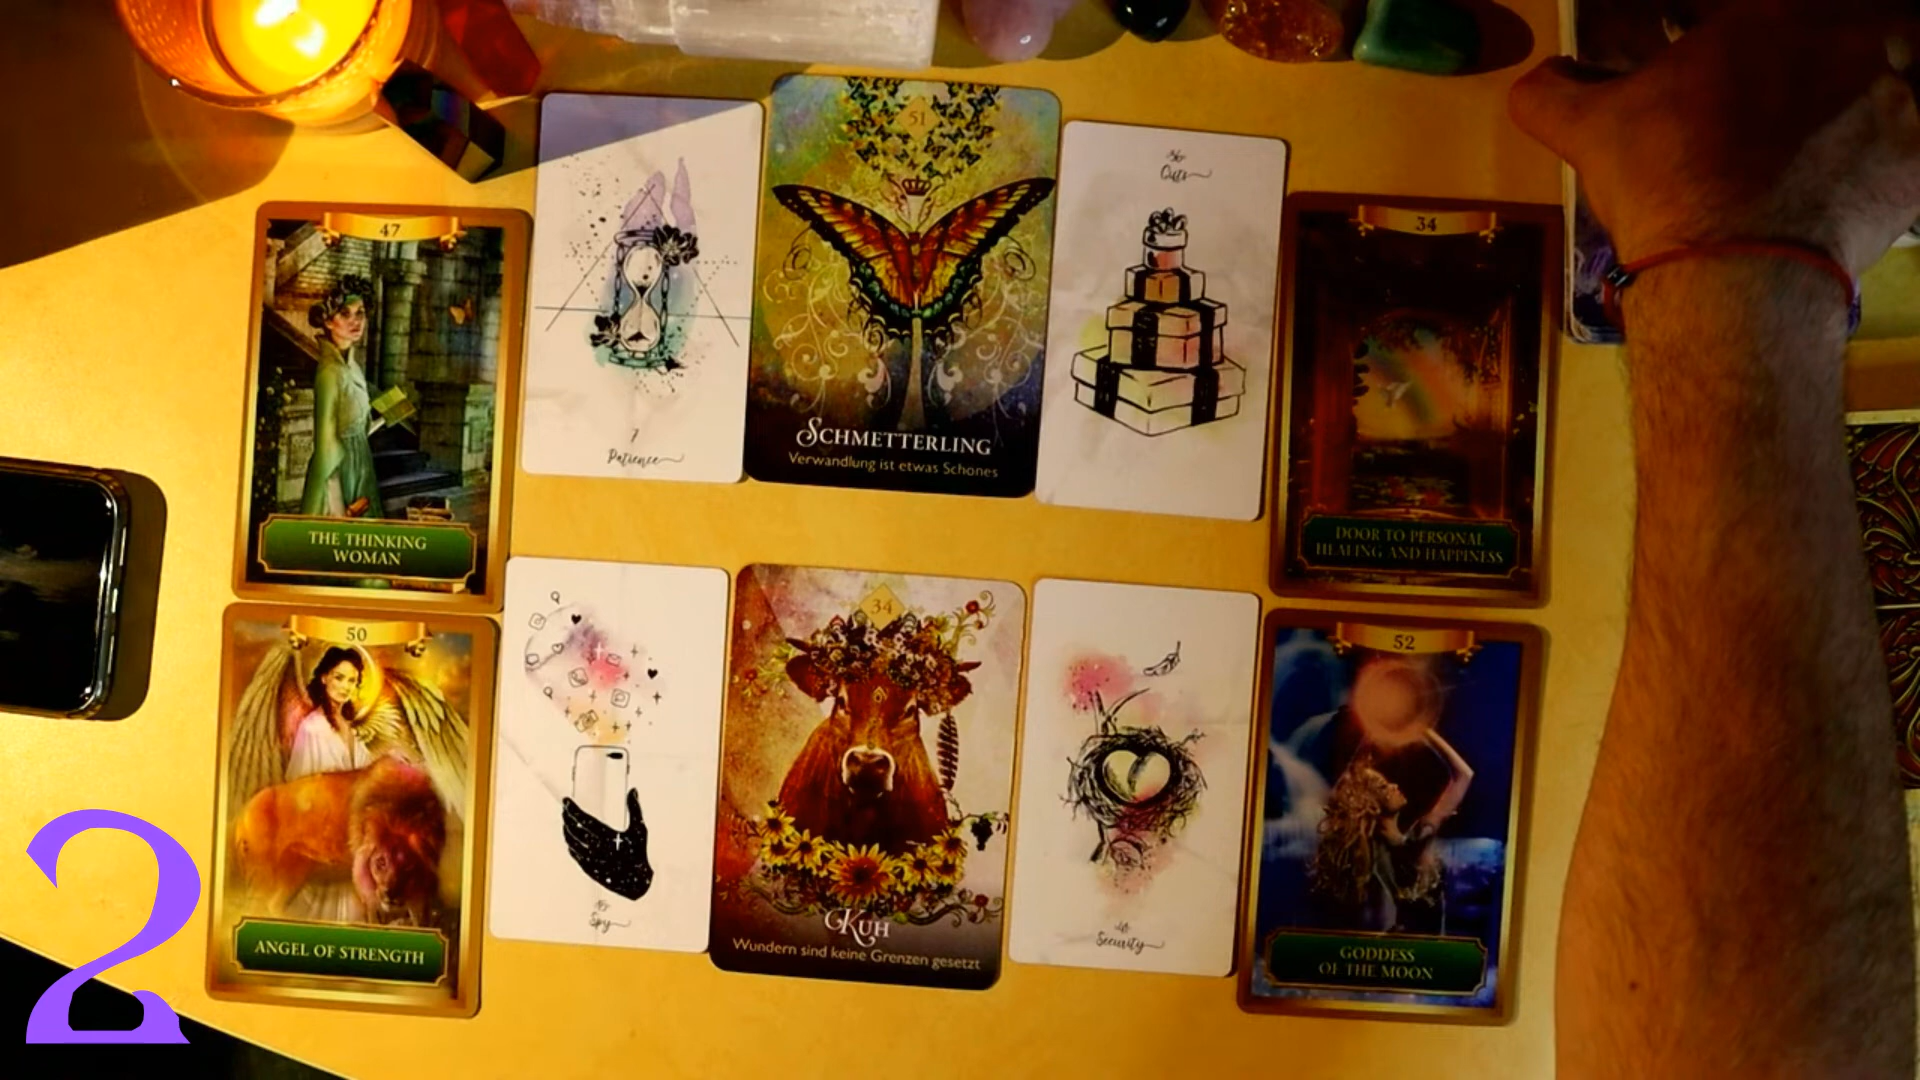 47
THE THINKING
WOMAN
7
Patience
51
SCHMETTERLING
Verwandlung ist etwas Schönes
34
DOOR TO PERSONAL
HEALING AND HAPPINESS
50
ANGEL OF STRENGTH
Spy
34
KUH
Wundern sind keine Grenzen gesetzt
Security
52
GODDESS
OF THE MOON
2